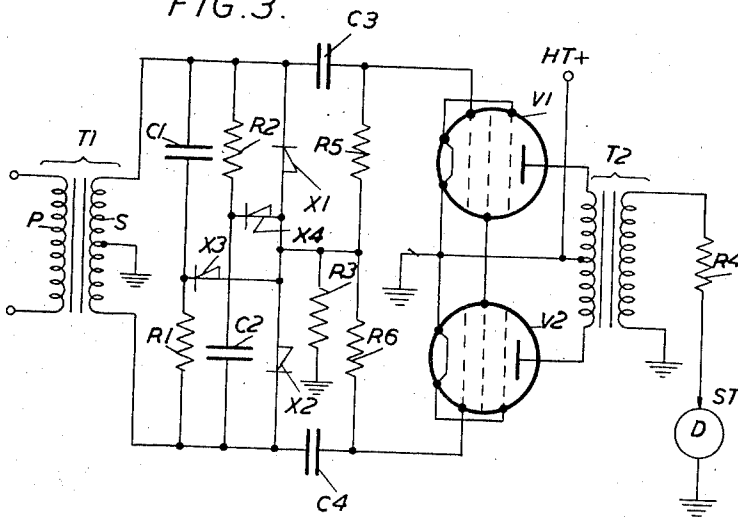 FIG.3.
C3
HT+
V1
T1
C1
R2
R5
T2
P
S
X1
X4
X3
R3
R4
R1
C2
R6
V2
X2
ST
D
C4